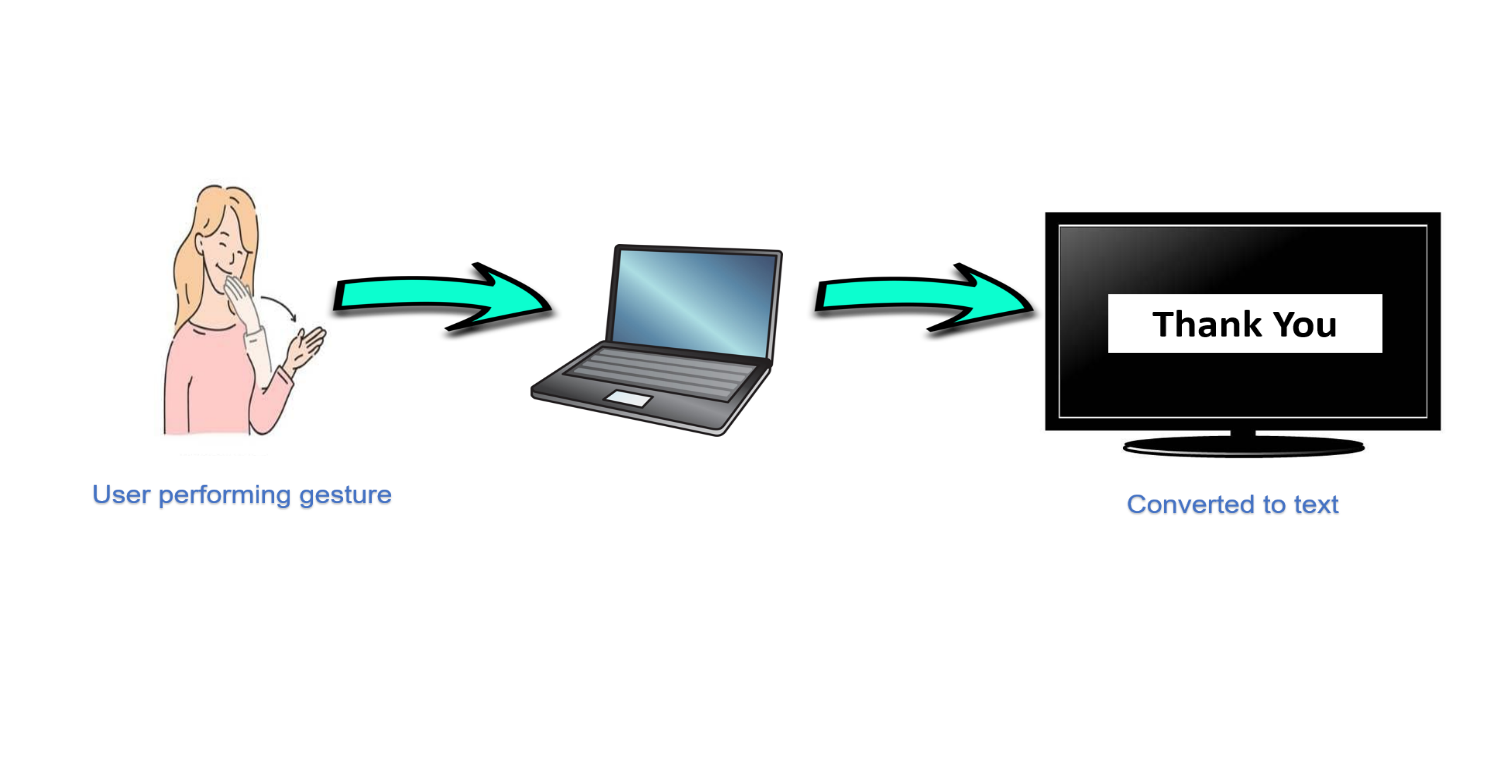 Thank You
User performing gesture
Converted to text